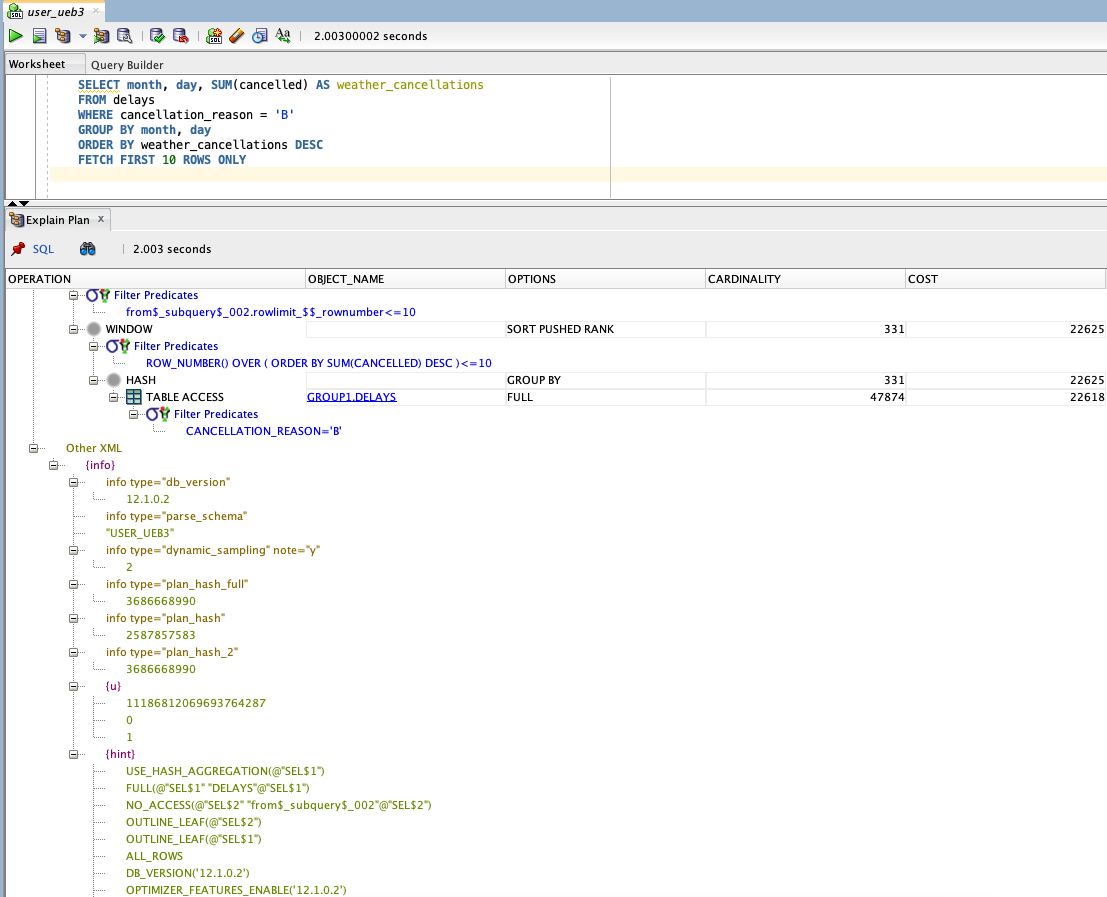 user_ueb3
2.00300002 seconds
Worksheet Query Builder
SELECT month, day, SUM(cancelled) AS weather_cancellations
FROM delays
WHERE cancellation_reason = 'B'
GROUP BY month, day
ORDER BY weather_cancellations DESC
FETCH FIRST 10 ROWS ONLY
Explain Plan x
SQL 2.003 seconds
OPERATION OBJECT_NAME OPTIONS CARDINALITY COST
Filter Predicates
from$_subquery$_002.rowlimit_$$_rownumber<=10
WINDOW SORT PUSHED RANK 331 22625
Filter Predicates
ROW_NUMBER() OVER ( ORDER BY SUM(CANCELLED) DESC )<=10
HASH GROUP BY 331 22625
TABLE ACCESS GROUP1.DELAYS FULL 47874 22618
Filter Predicates
CANCELLATION_REASON='B'
Other XML
{info}
info type="db_version"
12.1.0.2
info type="parse_schema"
"USER_UEB3"
info type="dynamic_sampling" note="y"
2
info type="plan_hash_full"
3686668990
info type="plan_hash"
2587857583
info type="plan_hash_2"
3686668990
{u}
11186812069693764287
0
1
{hint}
USE_HASH_AGGREGATION(@"SEL$1")
FULL(@"SEL$1" "DELAYS"@"SEL$1")
NO_ACCESS(@"SEL$2" "from$_subquery$_002"@"SEL$2")
OUTLINE_LEAF(@"SEL$2")
OUTLINE_LEAF(@"SEL$1")
ALL_ROWS
DB_VERSION('12.1.0.2')
OPTIMIZER_FEATURES_ENABLE('12.1.0.2')